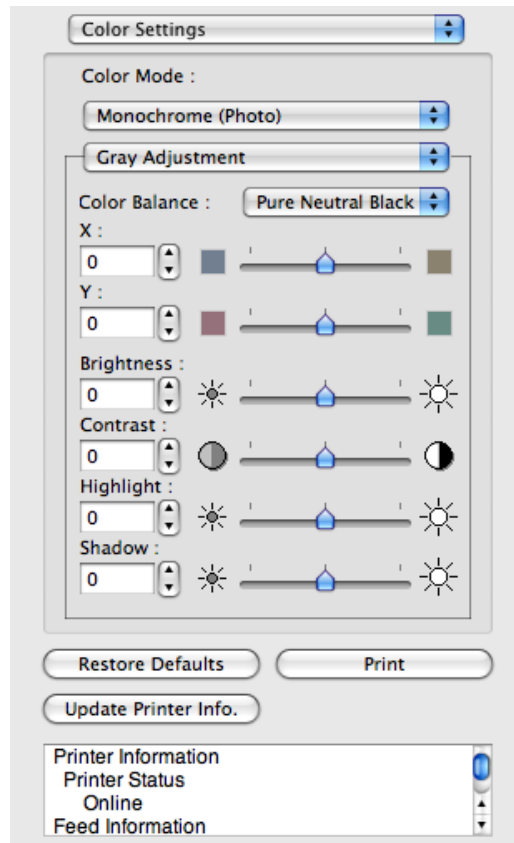 Color Settings
Color Mode :
Monochrome (Photo)
Gray Adjustment
Color Balance : Pure Neutral Black
X :
0
Y :
0
Brightness :
0
Contrast :
0
Highlight :
0
Shadow :
0
Restore Defaults Print
Update Printer Info.
Printer Information
Printer Status
Online
Feed Information